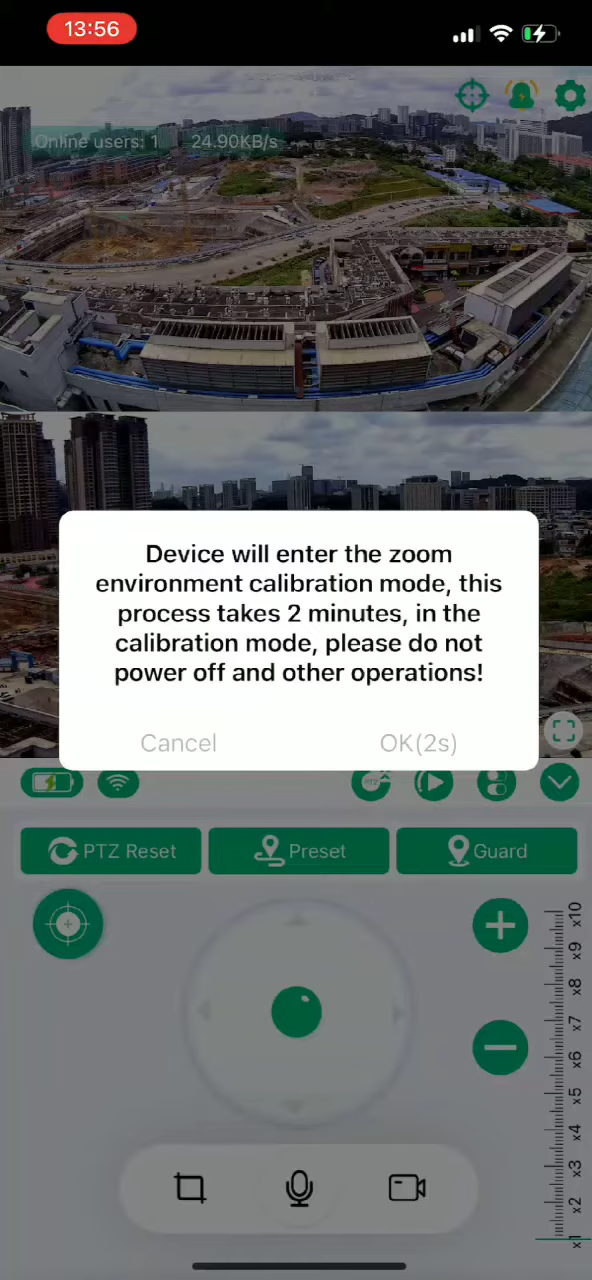 13:56
Online users: 1 24.90KB/s
Device will enter the zoom
environment calibration mode, this
process takes 2 minutes, in the
calibration mode, please do not
power off and other operations!
Cancel OK(2s)
PTZ
PTZ Reset Preset Guard
x10
x9
x8
x7
x6
x5
x4
x3
x2
x1